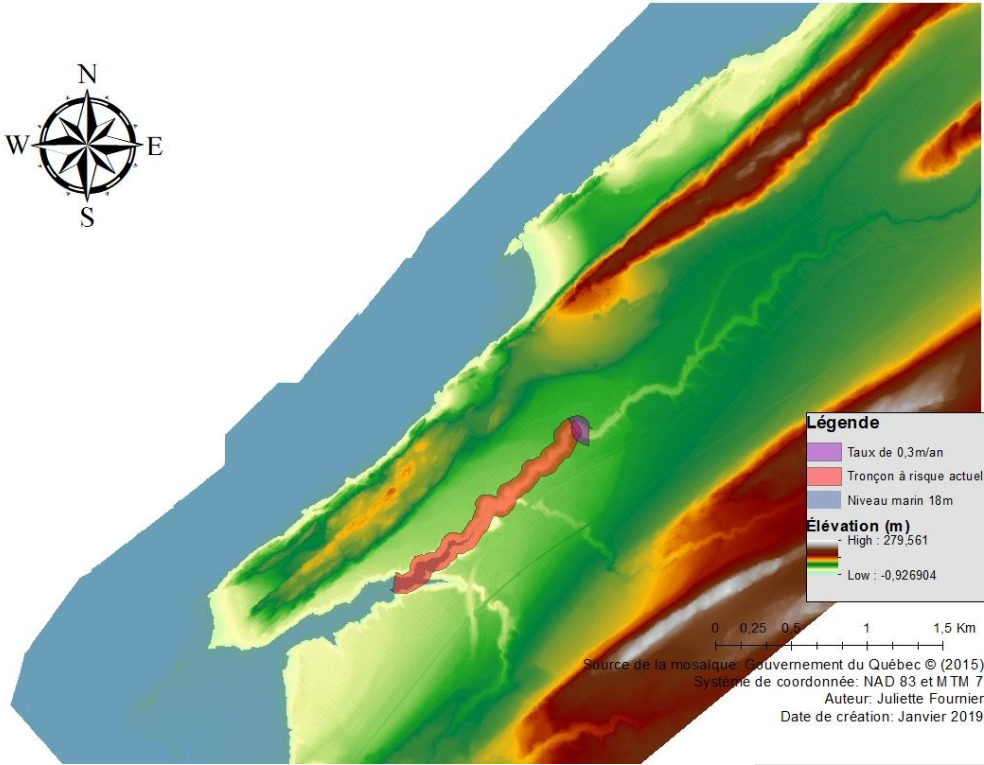 N
W E
S
Légende
Taux de 0,3m/an
Tronçon à risque actuel
Niveau marin 18m
Élévation (m)
High : 279,561
Low : -0,926904
0 0,25 0,5 1 1,5 Km
Source de la mosaïque: Gouvernement du Québec © (2015)
Système de coordonnée: NAD 83 et MTM 7
Auteur: Juliette Fournier
Date de création: Janvier 2019